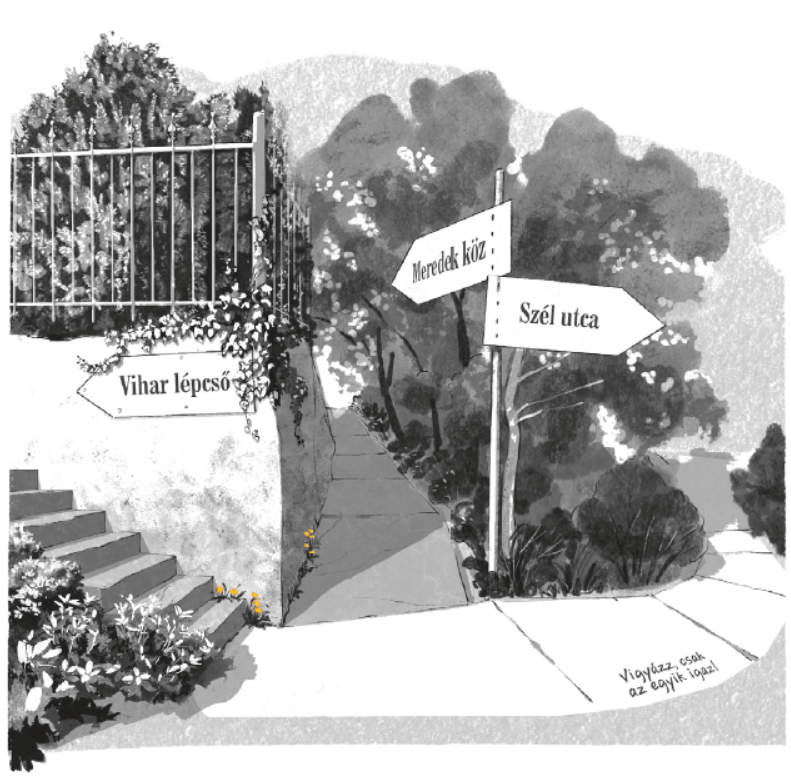 Meredek köz
Szél utca
Vihar lépcső
Vigyázz, csak
az egyik igaz!